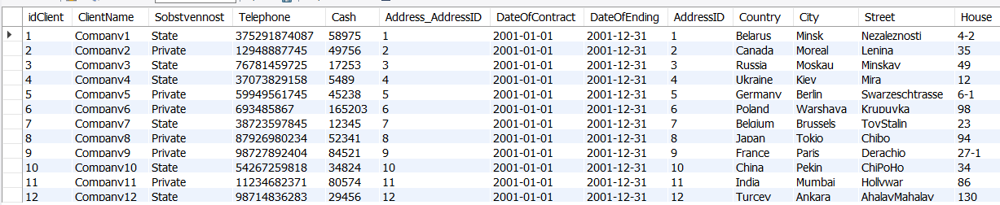 idClient ClientName Sobstvennost Telephone Cash Address_AddressID DateOfContract DateOfEnding AddressID Country City Street House
1 Company1 State 375291874087 58975 1 2001-01-01 2001-12-31 1 Belarus Minsk Nezaleznosti 4-2
2 Company2 Private 12948887745 49756 2 2001-01-01 2001-12-31 2 Canada Moreal Lenina 35
3 Company3 State 76781459725 17253 3 2001-01-01 2001-12-31 3 Russia Moskau Minskay 49
4 Company4 State 37073829158 5489 4 2001-01-01 2001-12-31 4 Ukraine Kiev Mira 12
5 Company5 Private 59949561745 45238 5 2001-01-01 2001-12-31 5 Germany Berlin Swarzeschtrasse 6-1
6 Company6 Private 693485867 165203 6 2001-01-01 2001-12-31 6 Poland Warshava Krupuvka 98
7 Company7 State 38723597845 12345 7 2001-01-01 2001-12-31 7 Belgium Brussels TovStalin 23
8 Company8 Private 87926980234 52341 8 2001-01-01 2001-12-31 8 Japan Tokio Chibo 94
9 Company9 Private 98727892404 84521 9 2001-01-01 2001-12-31 9 France Paris Derachio 27-1
10 Company10 State 54267259818 34824 10 2001-01-01 2001-12-31 10 China Pekin ChiPoHo 34
11 Company11 Private 11234682371 80574 11 2001-01-01 2001-12-31 11 India Mumbai Hollywar 86
12 Company12 State 98714836283 29456 12 2001-01-01 2001-12-31 12 Turcey Ankara AhalayMahalay 130